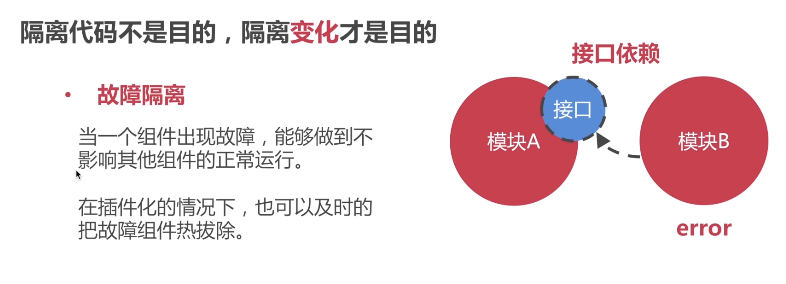 隔离代码不是目的，隔离变化才是目的
• 故障隔离
当一个组件出现故障，能够做到不
影响其他组件的正常运行。
在插件化的情况下，也可以及时的
把故障组件热拔除。
接口依赖
接口
模块A
模块B
error